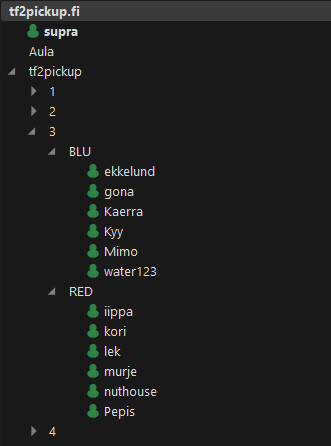 tf2pickup.fi
supra
Aula
tf2pickup
1
2
3
BLU
ekkelund
gona
Kaerra
Kyy
Mimo
water123
RED
iippa
kori
lek
murje
nuthouse
Pepis
4